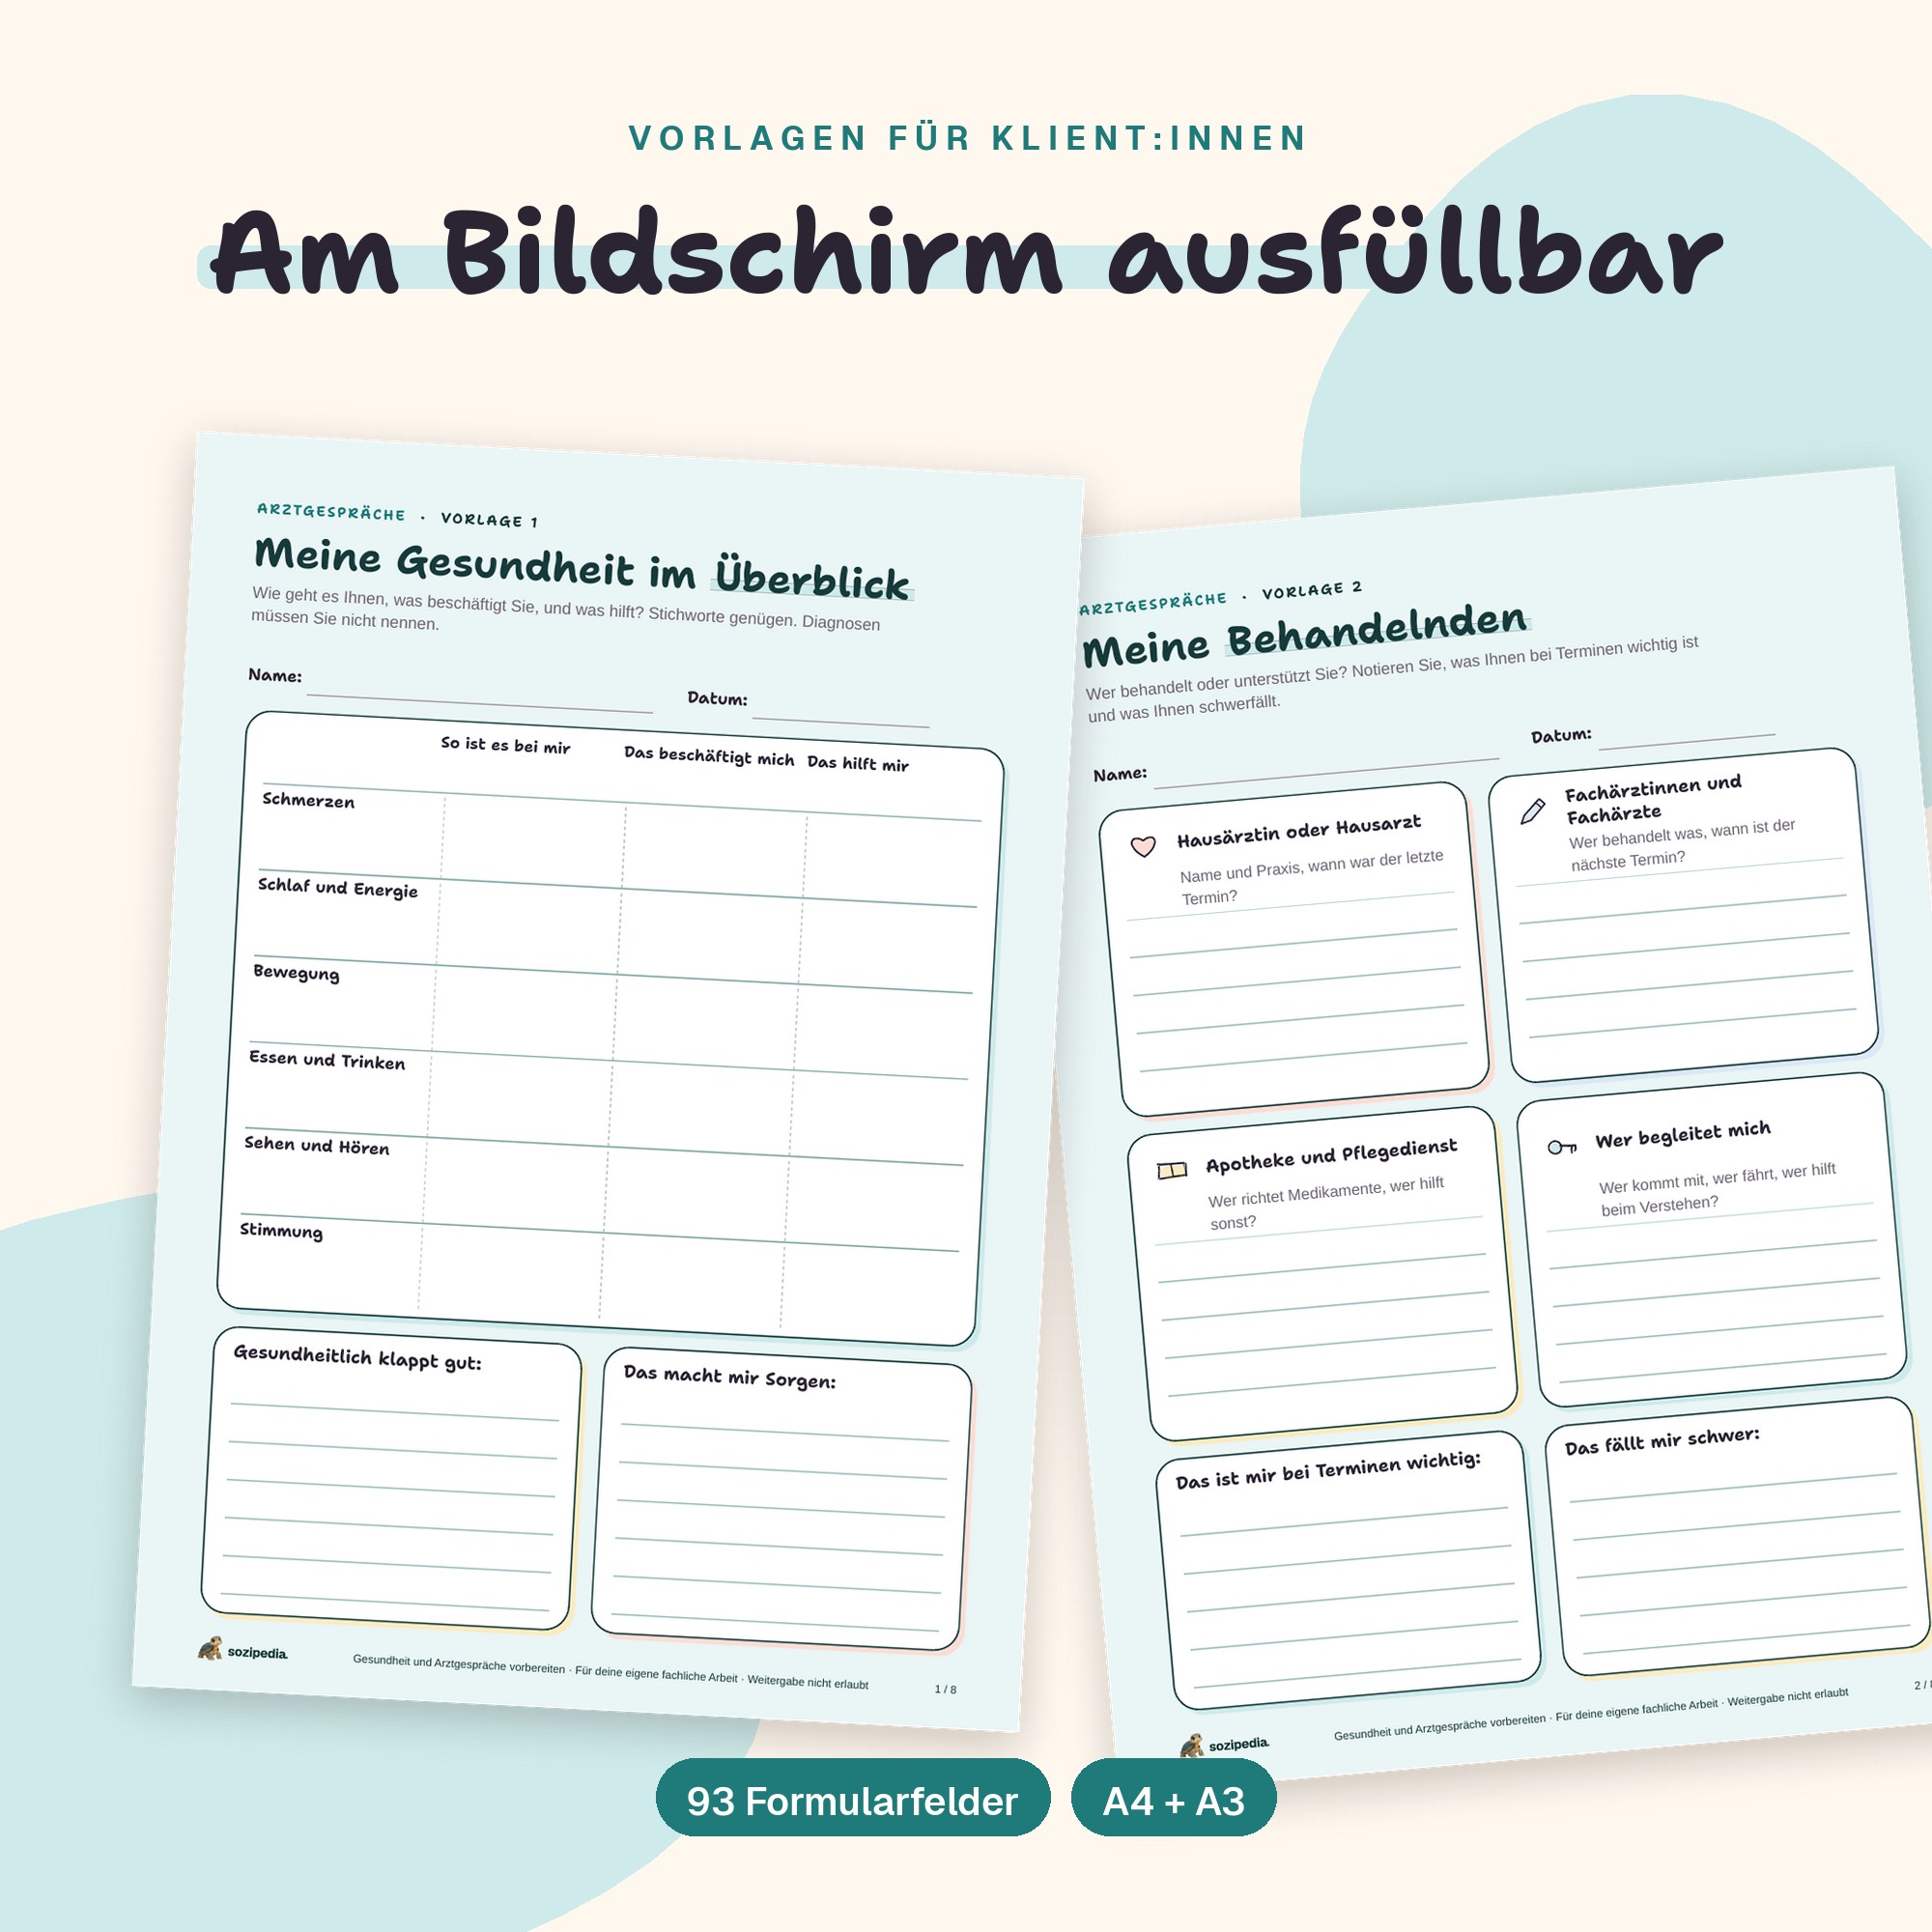 VORLAGEN FÜR KLIENT:INNEN
Am Bildschirm ausfüllbar
ARZTGESPRÄCHE · VORLAGE 1
Meine Gesundheit im Überblick
Wie geht es Ihnen, was beschäftigt Sie, und was hilft? Stichworte genügen. Diagnosen
müssen Sie nicht nennen.
Name:
Datum:
So ist es bei mir
Das beschäftigt mich
Das hilft mir
Schmerzen
Schlaf und Energie
Bewegung
Essen und Trinken
Sehen und Hören
Stimmung
Gesundheitlich klappt gut:
Das macht mir Sorgen:
sozipedia.
Gesundheit und Arztgespräche vorbereiten · Für deine eigene fachliche Arbeit · Weitergabe nicht erlaubt
1 / 8
ARZTGESPRÄCHE · VORLAGE 2
Meine Behandelnden
Wer behandelt oder unterstützt Sie? Notieren Sie, was Ihnen bei Terminen wichtig ist
und was Ihnen schwerfällt.
Name:
Datum:
Hausärztin oder Hausarzt
Name und Praxis, wann war der letzte
Termin?
Fachärztinnen und
Fachärzte
Wer behandelt was, wann ist der
nächste Termin?
Apotheke und Pflegedienst
Wer richtet Medikamente, wer hilft
sonst?
Wer begleitet mich
Wer kommt mit, wer fährt, wer hilft
beim Verstehen?
Das ist mir bei Terminen wichtig:
Das fällt mir schwer:
sozipedia.
Gesundheit und Arztgespräche vorbereiten · Für deine eigene fachliche Arbeit · Weitergabe nicht erlaubt
2 / 8
93 Formularfelder
A4 + A3